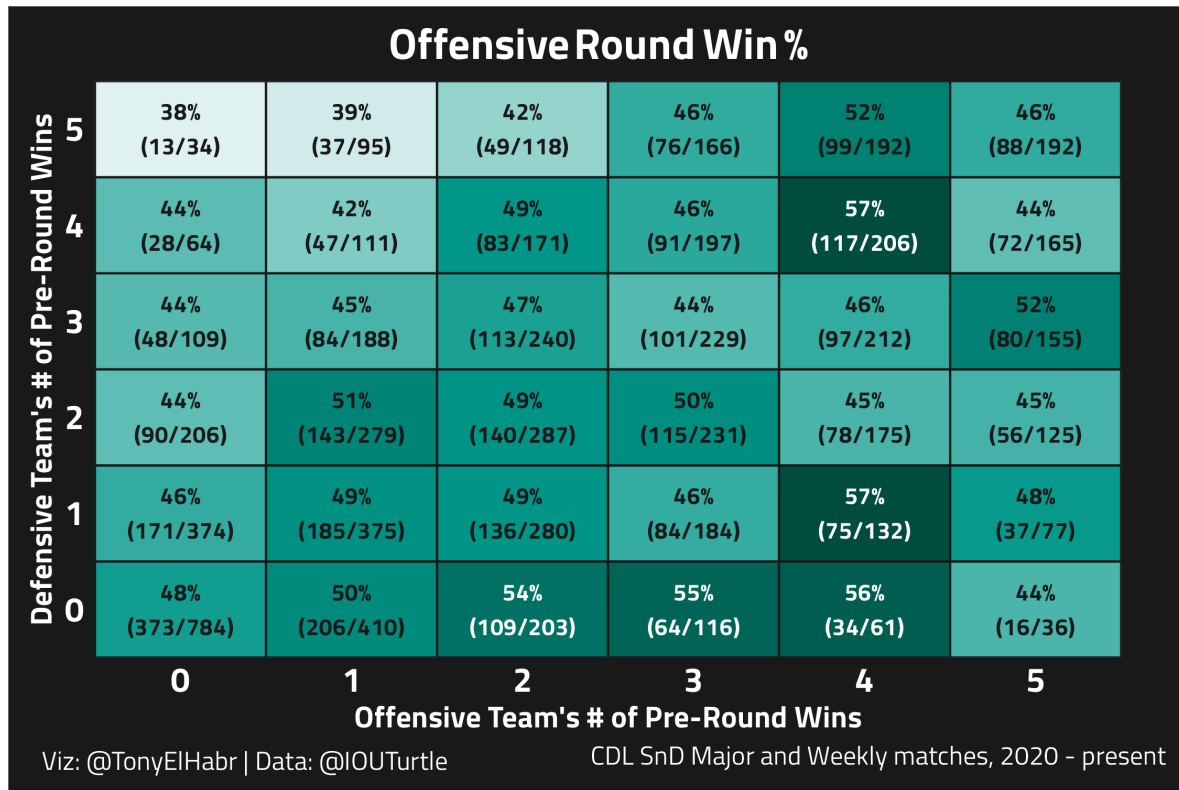 Offensive Round Win %
Defensive Team's # of Pre-Round Wins
5
38% 39% 42% 46% 52% 46%
(13/34) (37/95) (49/118) (76/166) (99/192) (88/192)
4
44% 42% 49% 46% 57% 44%
(28/64) (47/111) (83/171) (91/197) (117/206) (72/165)
3
44% 45% 47% 44% 46% 52%
(48/109) (84/188) (113/240) (101/229) (97/212) (80/155)
2
44% 51% 49% 50% 45% 45%
(90/206) (143/279) (140/287) (115/231) (78/175) (56/125)
1
46% 49% 49% 46% 57% 48%
(171/374) (185/375) (136/280) (84/184) (75/132) (37/77)
0
48% 50% 54% 55% 56% 44%
(373/784) (206/410) (109/203) (64/116) (34/61) (16/36)
0 1 2 3 4 5
Offensive Team's # of Pre-Round Wins
Viz: @TonyElHabr | Data: @IOUTurtle
CDL SnD Major and Weekly matches, 2020 - present